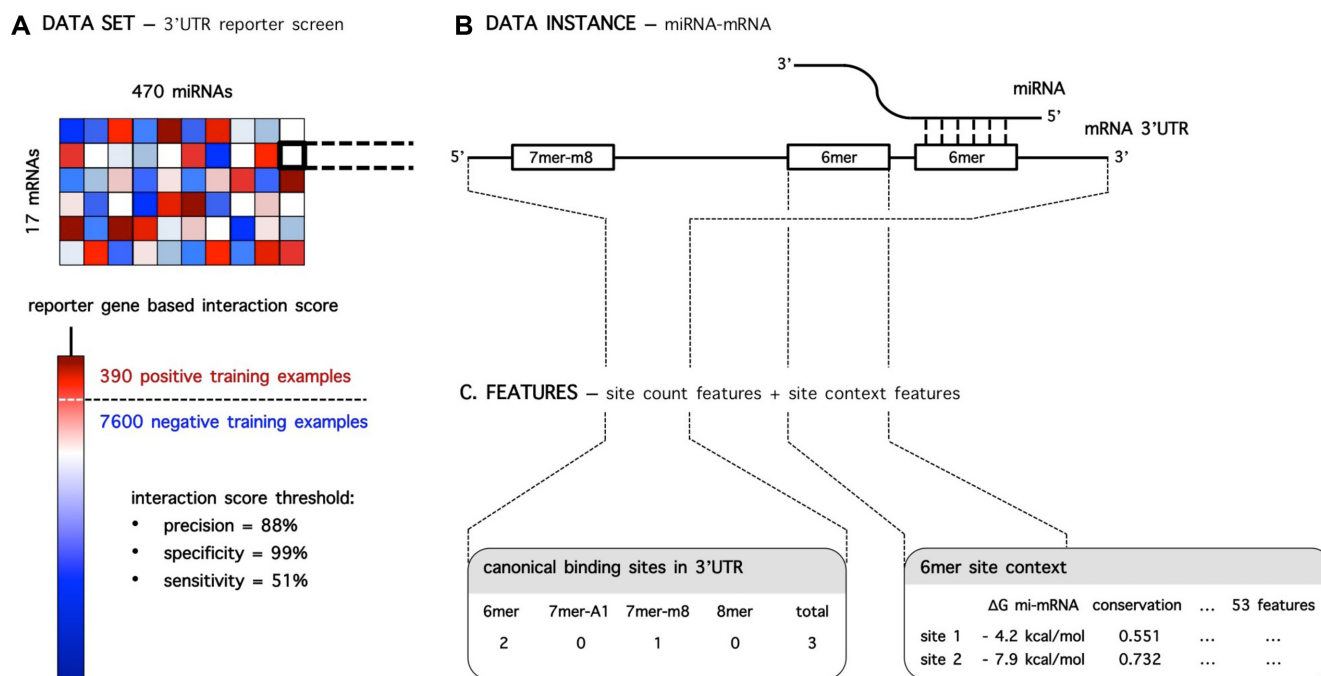 A DATA SET – 3'UTR reporter screen
470 miRNAs
17 mRNAs
reporter gene based interaction score
390 positive training examples
7600 negative training examples
interaction score threshold:
• precision = 88%
• specificity = 99%
• sensitivity = 51%
B DATA INSTANCE – miRNA-mRNA
3'
miRNA
5'
mRNA 3'UTR
5'
7mer-m8
6mer
6mer
3'
C. FEATURES – site count features + site context features
canonical binding sites in 3'UTR
6mer 7mer-A1 7mer-m8 8mer total
2 0 1 0 3
6mer site context
ΔG mi-mRNA conservation ... 53 features
site 1 - 4.2 kcal/mol 0.551 ... ...
site 2 - 7.9 kcal/mol 0.732 ... ...